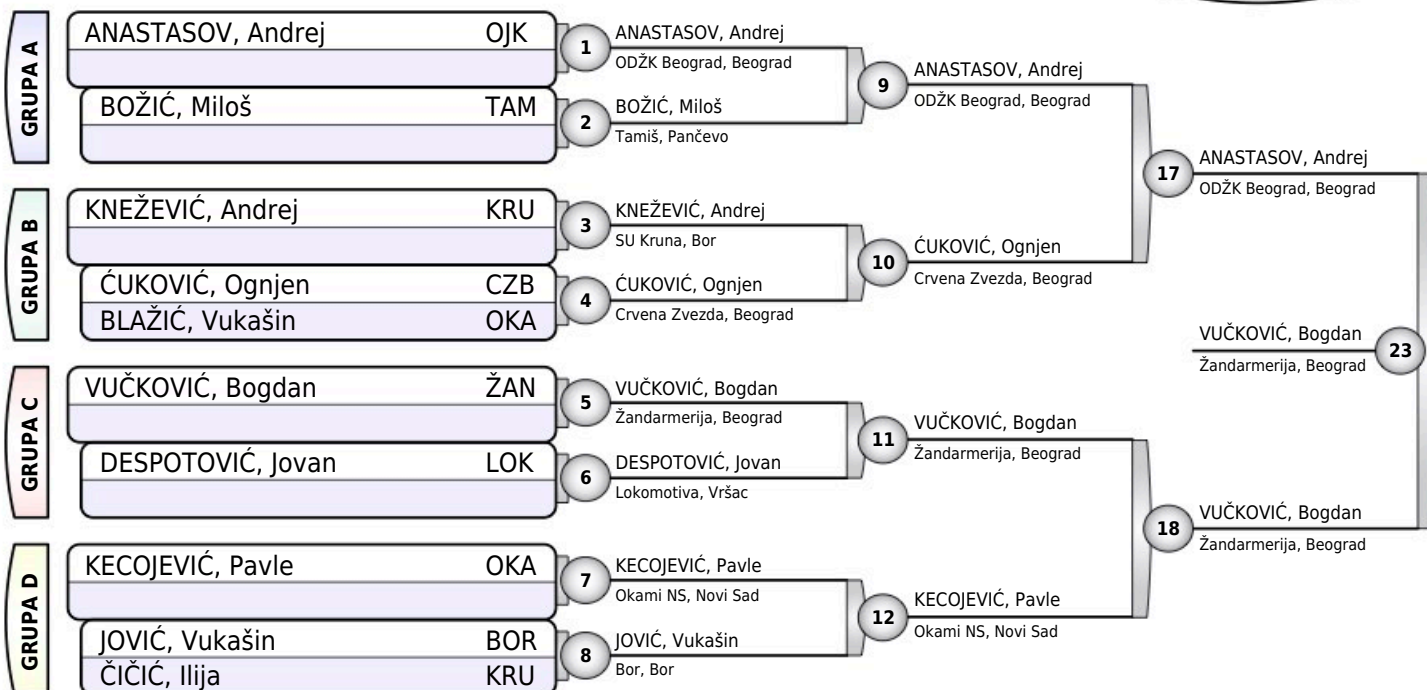 GRUPA A
ANASTASOV, Andrej OJK
BOŽIĆ, Miloš TAM
GRUPA B
KNEŽEVIĆ, Andrej KRU
ĆUKOVIĆ, Ognjen CZB
BLAŽIĆ, Vukašin OKA
GRUPA C
VUČKOVIĆ, Bogdan ŽAN
DESPOTOVIĆ, Jovan LOK
GRUPA D
KECOJEVIĆ, Pavle OKA
JOVIĆ, Vukašin BOR
ČIČIĆ, Ilija KRU
1
ANASTASOV, Andrej
ODŽK Beograd, Beograd
2
BOŽIĆ, Miloš
Tamiš, Pančevo
3
KNEŽEVIĆ, Andrej
SU Kruna, Bor
4
ĆUKOVIĆ, Ognjen
Crvena Zvezda, Beograd
5
VUČKOVIĆ, Bogdan
Žandarmerija, Beograd
6
DESPOTOVIĆ, Jovan
Lokomotiva, Vršac
7
KECOJEVIĆ, Pavle
Okami NS, Novi Sad
8
JOVIĆ, Vukašin
Bor, Bor
9
ANASTASOV, Andrej
ODŽK Beograd, Beograd
10
ĆUKOVIĆ, Ognjen
Crvena Zvezda, Beograd
11
VUČKOVIĆ, Bogdan
Žandarmerija, Beograd
12
KECOJEVIĆ, Pavle
Okami NS, Novi Sad
17
ANASTASOV, Andrej
ODŽK Beograd, Beograd
18
VUČKOVIĆ, Bogdan
Žandarmerija, Beograd
VUČKOVIĆ, Bogdan
Žandarmerija, Beograd
23